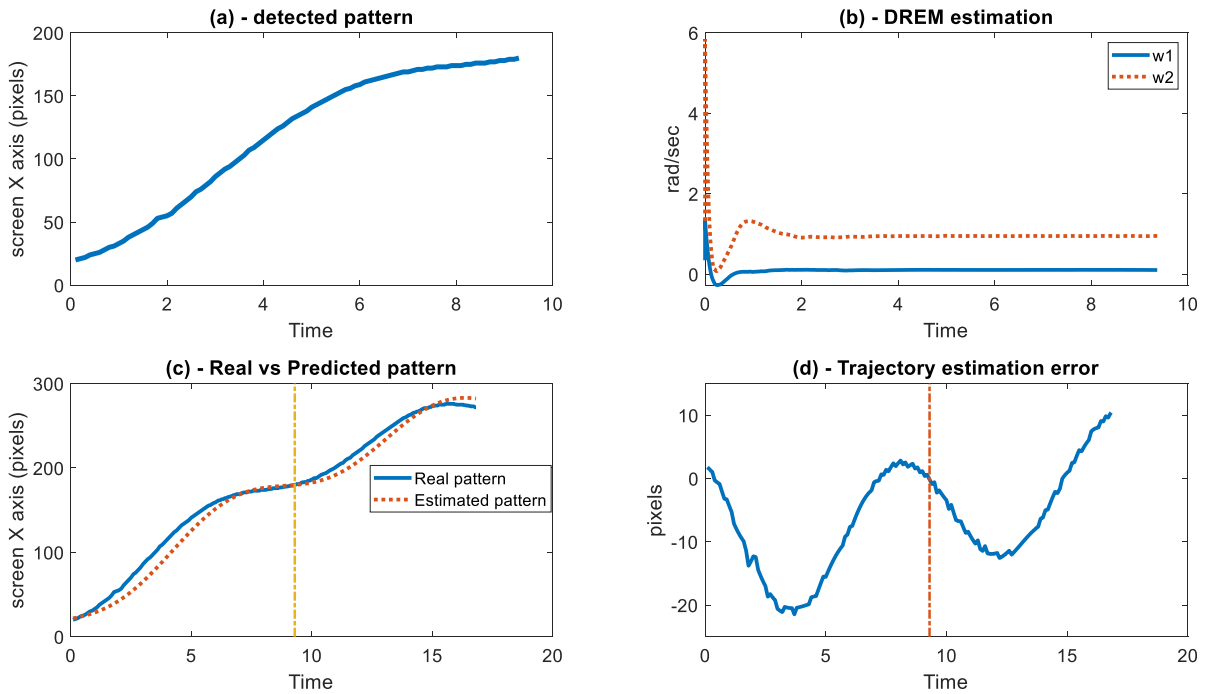 (a) - detected pattern
200
150
100
50
0
screen X axis (pixels)
0 2 4 6 8 10
Time
(b) - DREM estimation
6
4
2
0
rad/sec
w1
w2
0 2 4 6 8 10
Time
(c) - Real vs Predicted pattern
300
200
100
0
screen X axis (pixels)
Real pattern
Estimated pattern
0 5 10 15 20
Time
(d) - Trajectory estimation error
10
0
-10
-20
pixels
0 5 10 15 20
Time